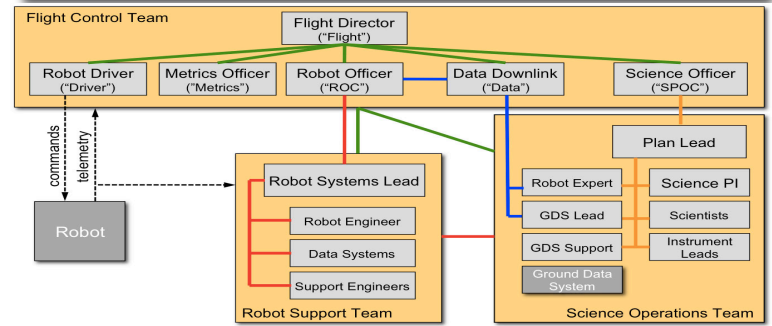 Flight Control Team
Flight Director
("Flight")
Robot Driver
("Driver")
Metrics Officer
("Metrics")
Robot Officer
("ROC")
Data Downlink
("Data")
Science Officer
("SPOC")
commands
telemetry
Robot
Robot Systems Lead
Robot Engineer
Data Systems
Support Engineers
Robot Support Team
Plan Lead
Robot Expert
Science PI
GDS Lead
Scientists
GDS Support
Instrument
Leads
Ground Data
System
Science Operations Team